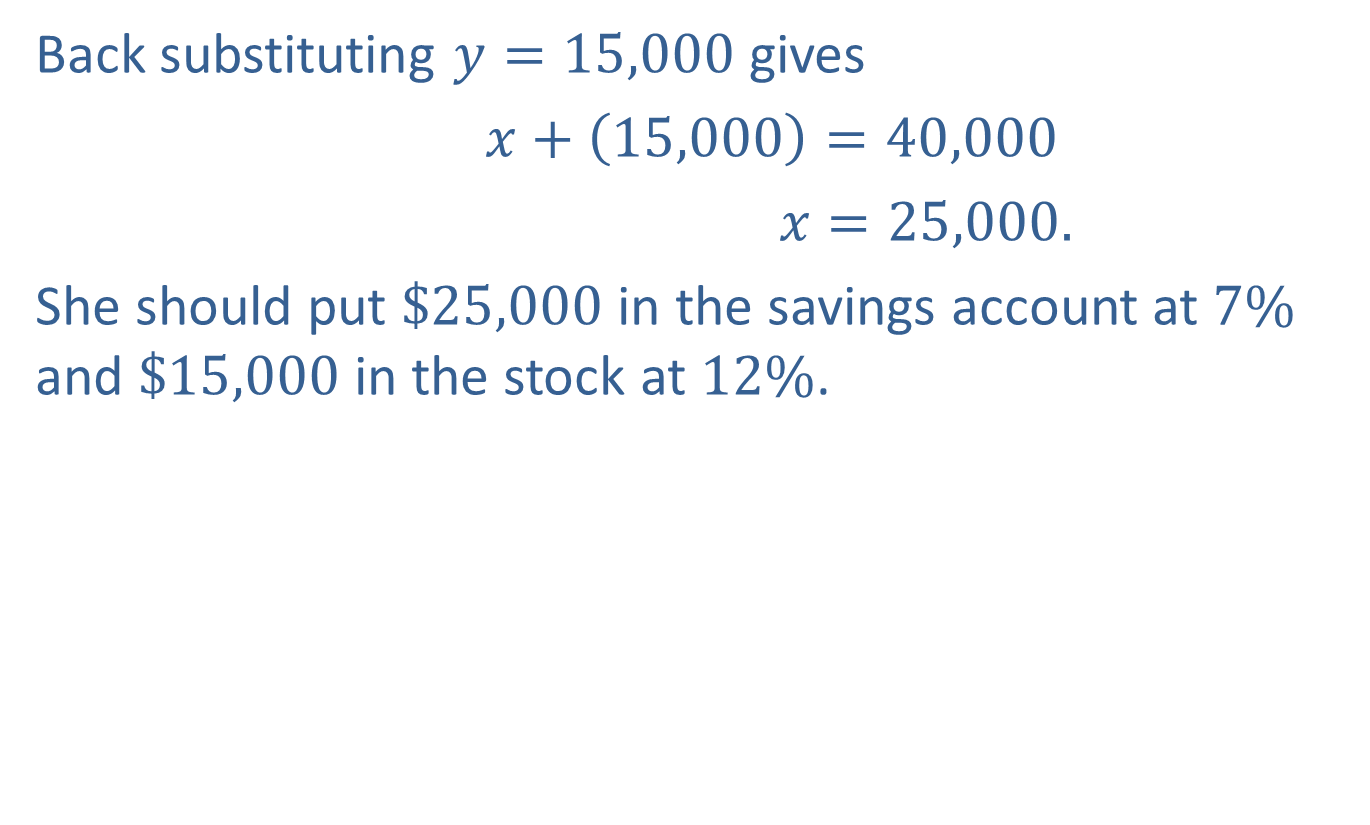 Back substituting y = 15,000 gives
x + (15,000) = 40,000
x = 25,000.
She should put $25,000 in the savings account at 7%
and $15,000 in the stock at 12%.